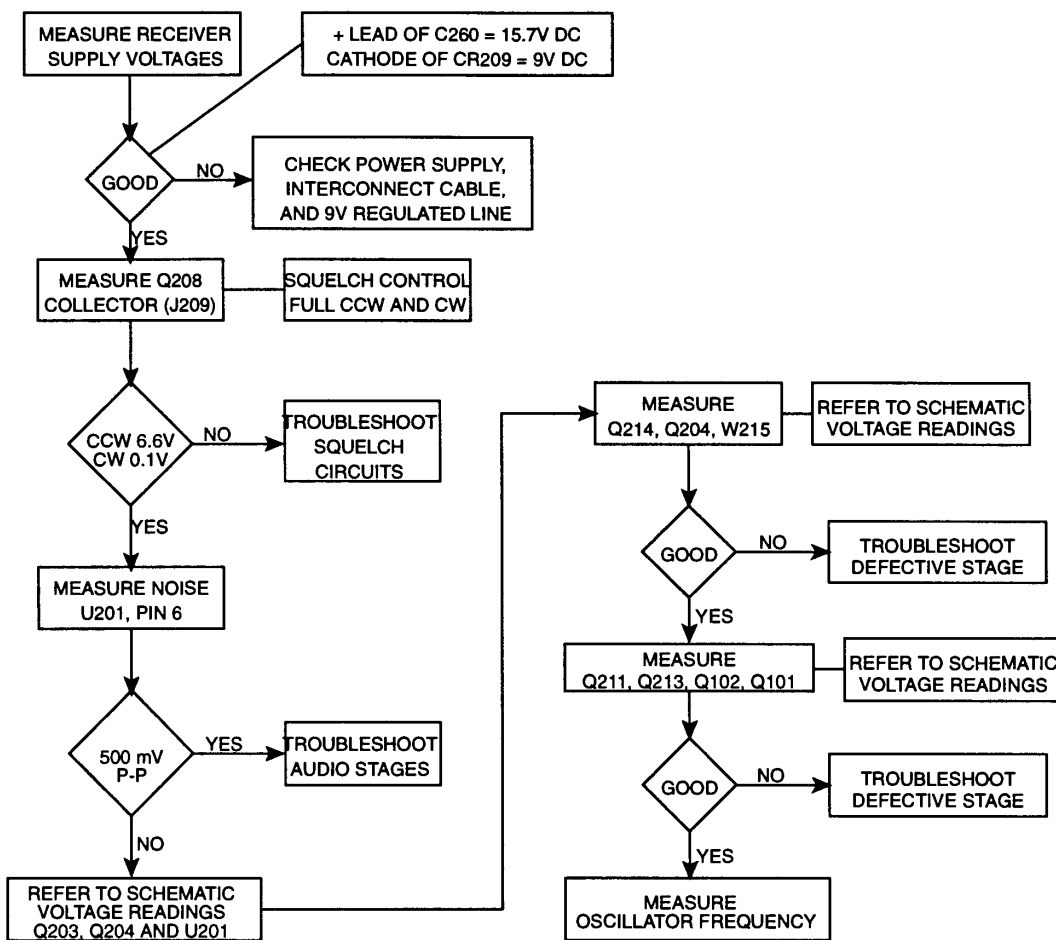 MEASURE RECEIVER
SUPPLY VOLTAGES
+ LEAD OF C260 = 15.7V DC
CATHODE OF CR209 = 9V DC
GOOD
NO
CHECK POWER SUPPLY,
INTERCONNECT CABLE,
AND 9V REGULATED LINE
YES
MEASURE Q208
COLLECTOR (J209)
SQUELCH CONTROL
FULL CCW AND CW
CCW 6.6V
CW 0.1V
NO
TROUBLESHOOT
SQUELCH
CIRCUITS
YES
MEASURE NOISE
U201, PIN 6
500 mV
P-P
YES
TROUBLESHOOT
AUDIO STAGES
NO
REFER TO SCHEMATIC
VOLTAGE READINGS
Q203, Q204 AND U201
MEASURE
Q214, Q204, W215
REFER TO SCHEMATIC
VOLTAGE READINGS
GOOD
NO
TROUBLESHOOT
DEFECTIVE STAGE
YES
MEASURE
Q211, Q213, Q102, Q101
REFER TO SCHEMATIC
VOLTAGE READINGS
GOOD
NO
TROUBLESHOOT
DEFECTIVE STAGE
YES
MEASURE
OSCILLATOR FREQUENCY